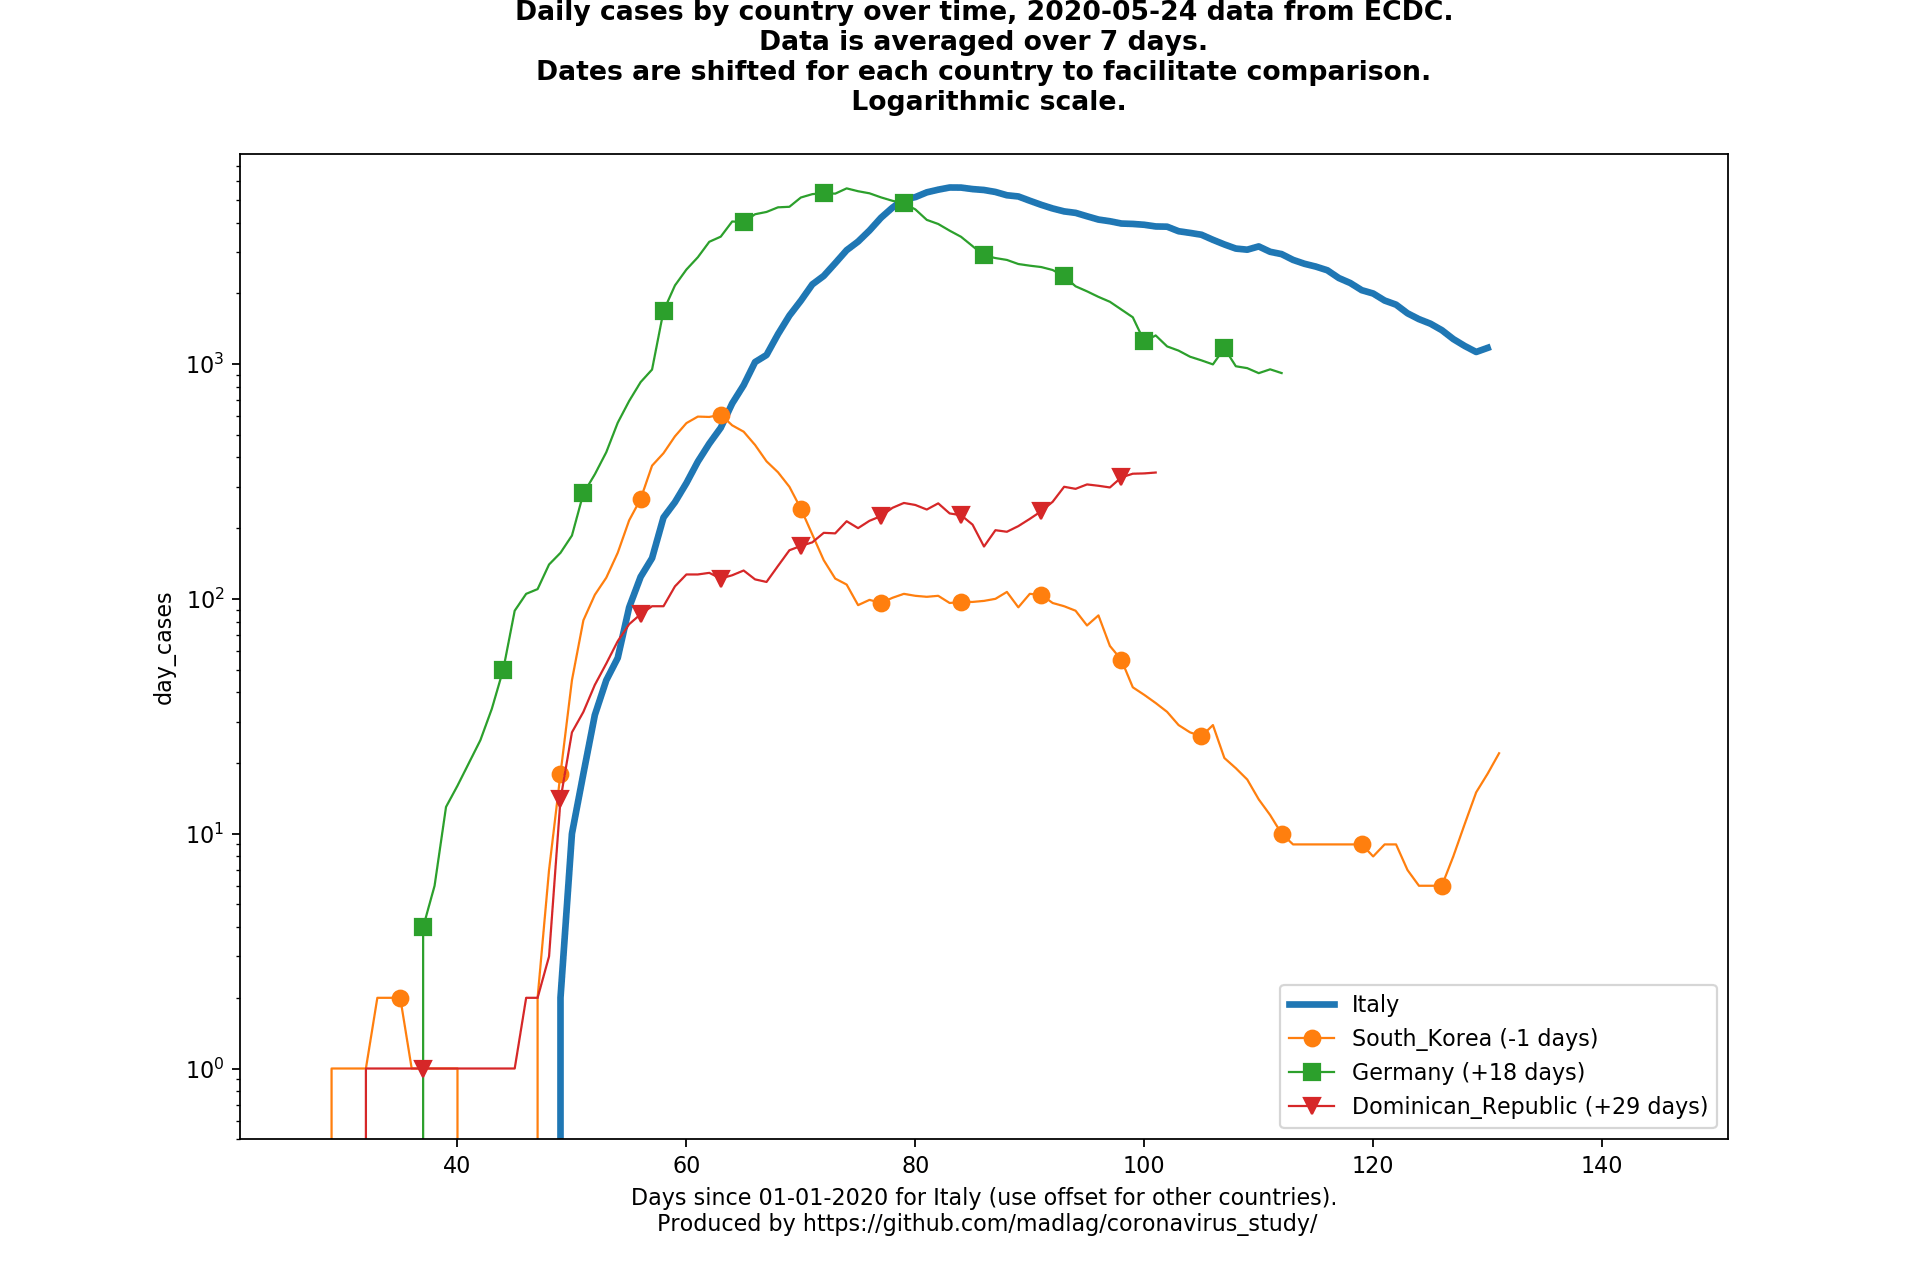 Daily cases by country over time, 2020-05-24 data from ECDC.
Data is averaged over 7 days.
Dates are shifted for each country to facilitate comparison.
Logarithmic scale.
10³
10²
10¹
10⁰
day_cases
40 60 80 100 120 140
Days since 01-01-2020 for Italy (use offset for other countries).
Produced by https://github.com/madlag/coronavirus_study/
Italy
South_Korea (-1 days)
Germany (+18 days)
Dominican_Republic (+29 days)